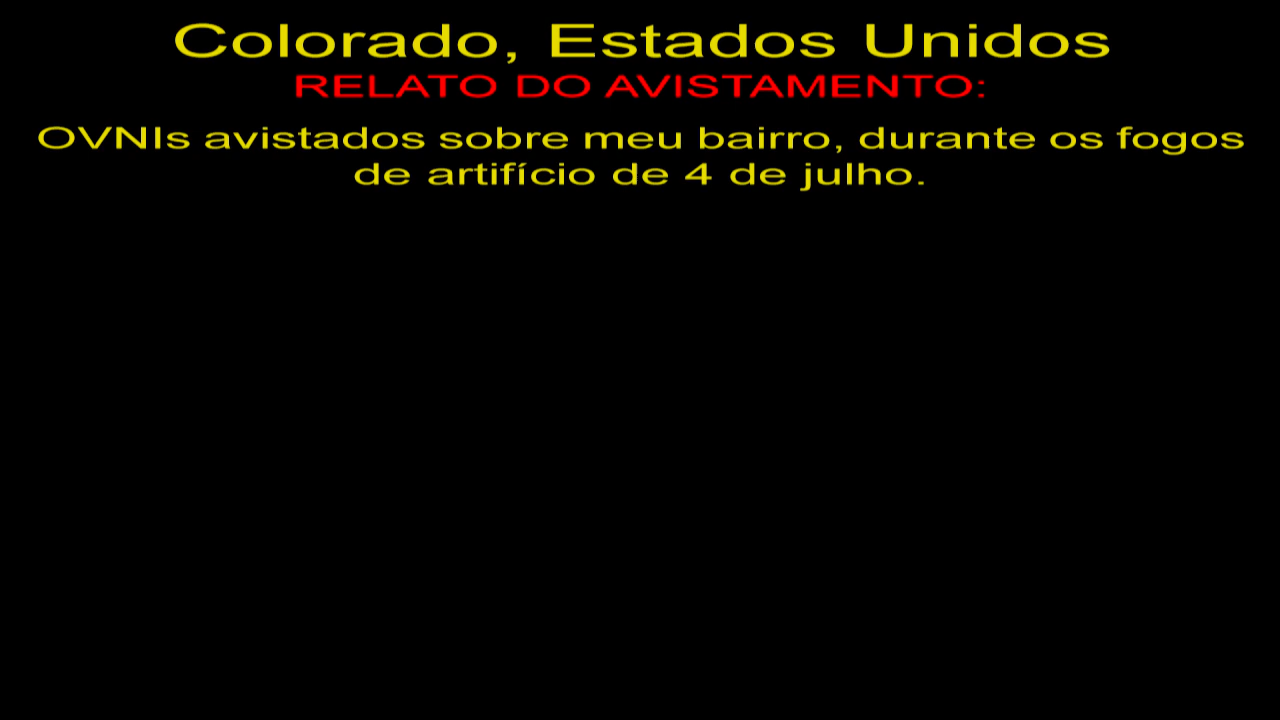 Colorado, Estados Unidos
RELATO DO AVISTAMENTO:
OVNIs avistados sobre meu bairro, durante os fogos
de artifício de 4 de julho.